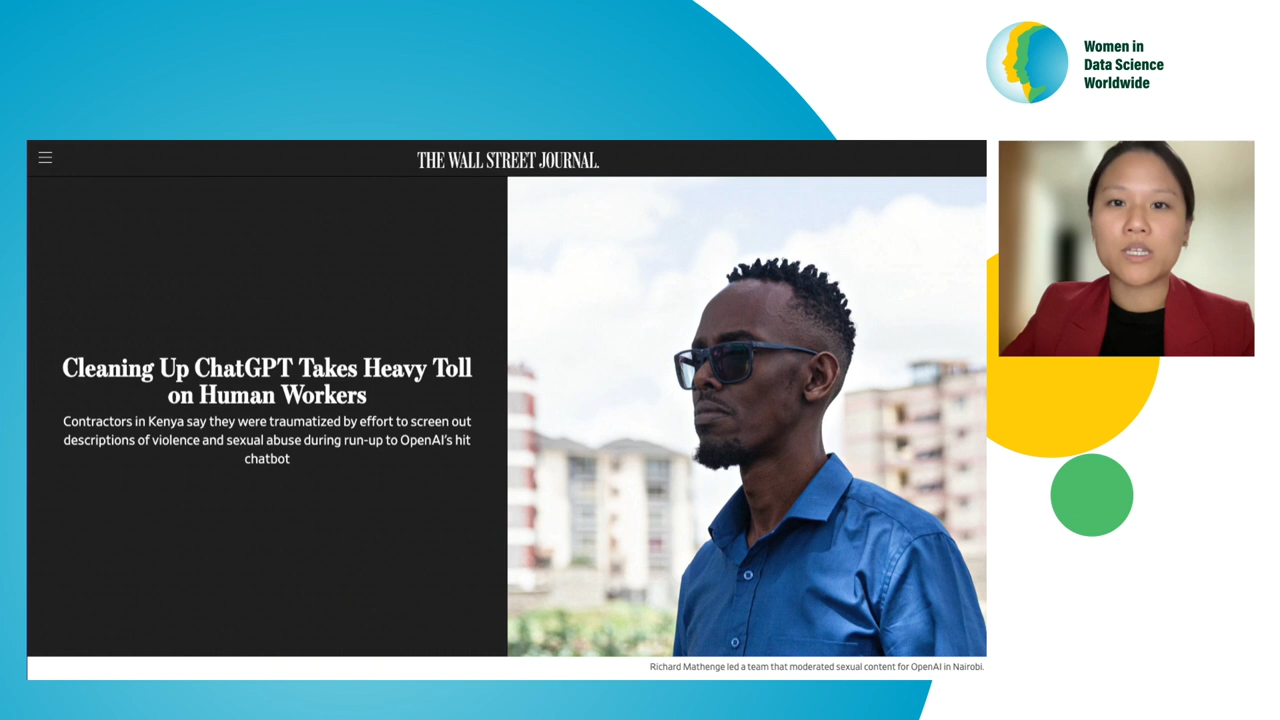 Women in
Data Science
Worldwide
THE WALL STREET JOURNAL.
Cleaning Up ChatGPT Takes Heavy Toll
on Human Workers
Contractors in Kenya say they were traumatized by effort to screen out
descriptions of violence and sexual abuse during run-up to OpenAI’s hit
chatbot
Richard Mathenge led a team that moderated sexual content for OpenAI in Nairobi.